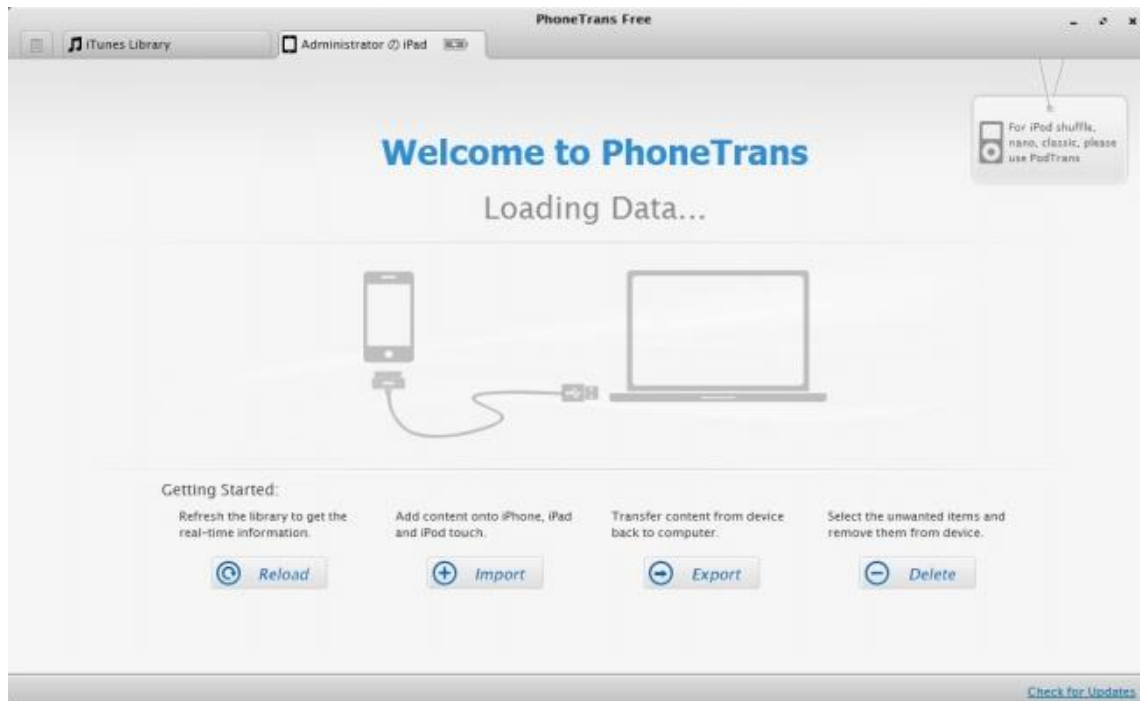 PhoneTrans Free
iTunes Library
Administrator の iPad
For iPod shuffle,
nano, classic, please
use PodTrans
Welcome to PhoneTrans
Loading Data...
Getting Started:
Refresh the library to get the
real-time information.
Reload
Add content onto iPhone, iPad
and iPod touch.
Import
Transfer content from device
back to computer.
Export
Select the unwanted items and
remove them from device.
Delete
Check for Updates